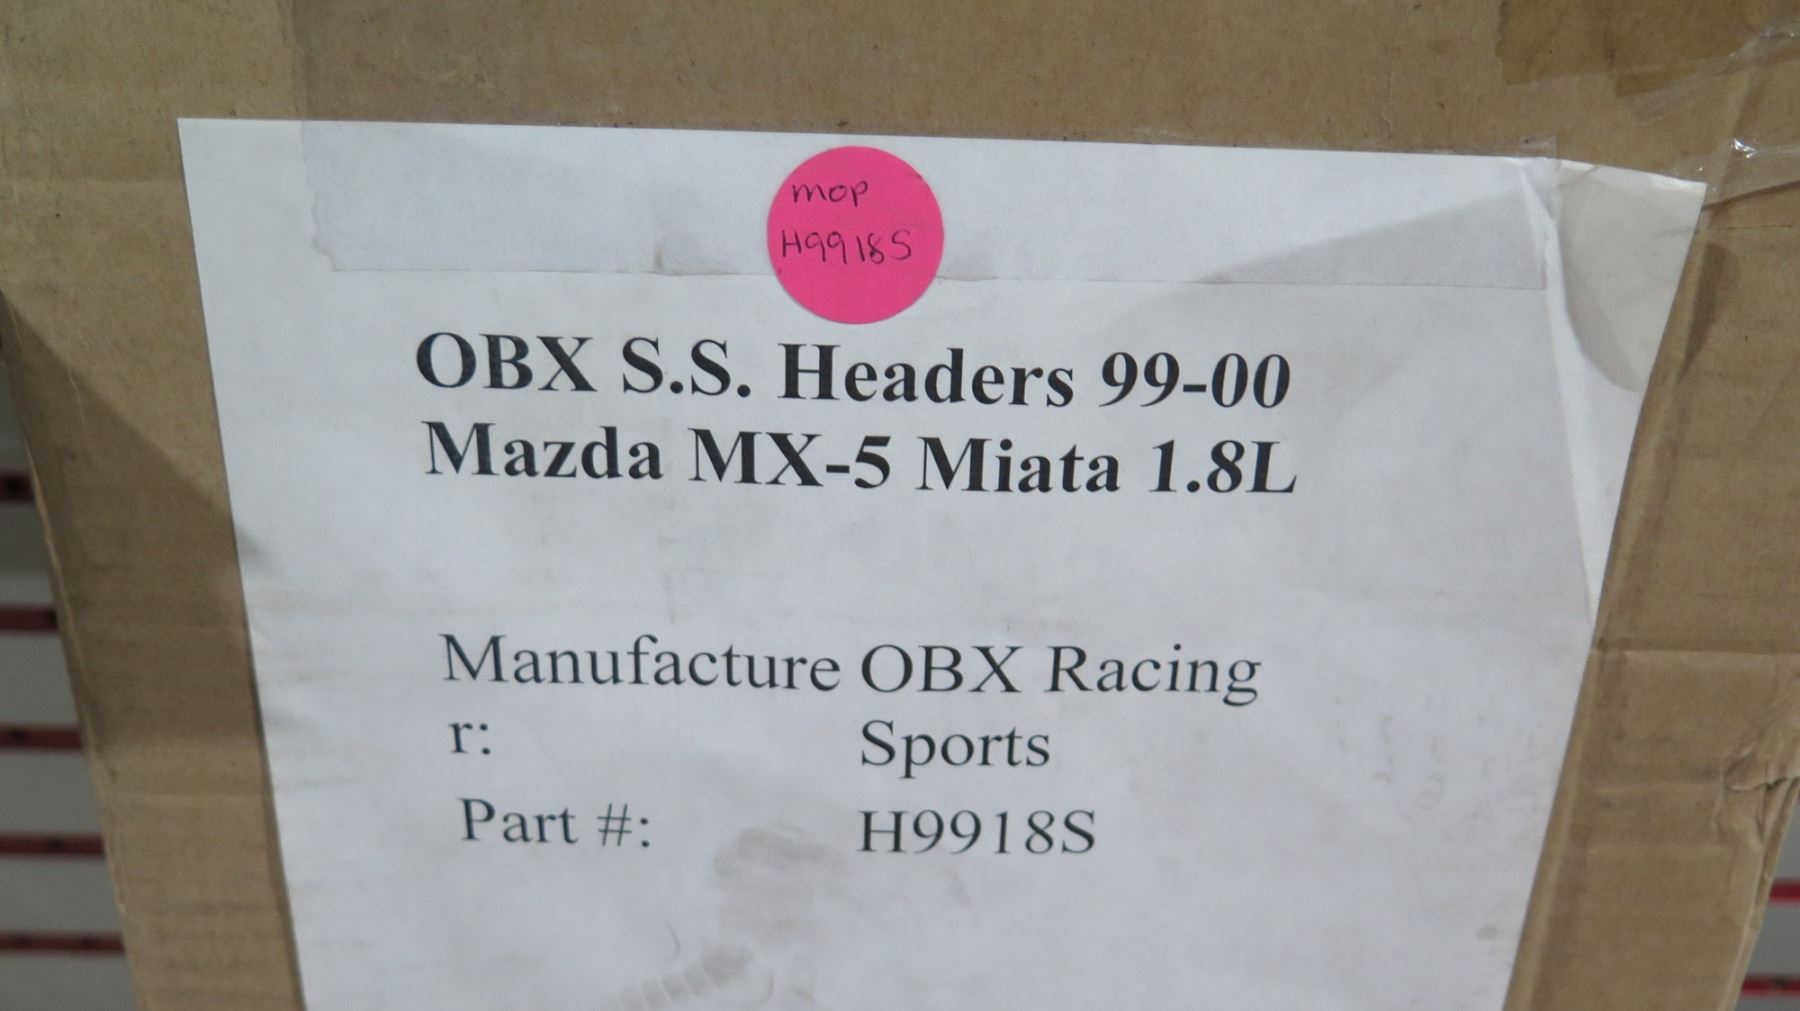 mop
H9918S
OBX S.S. Headers 99-00
Mazda MX-5 Miata 1.8L
Manufacture OBX Racing
r: Sports
Part #: H9918S